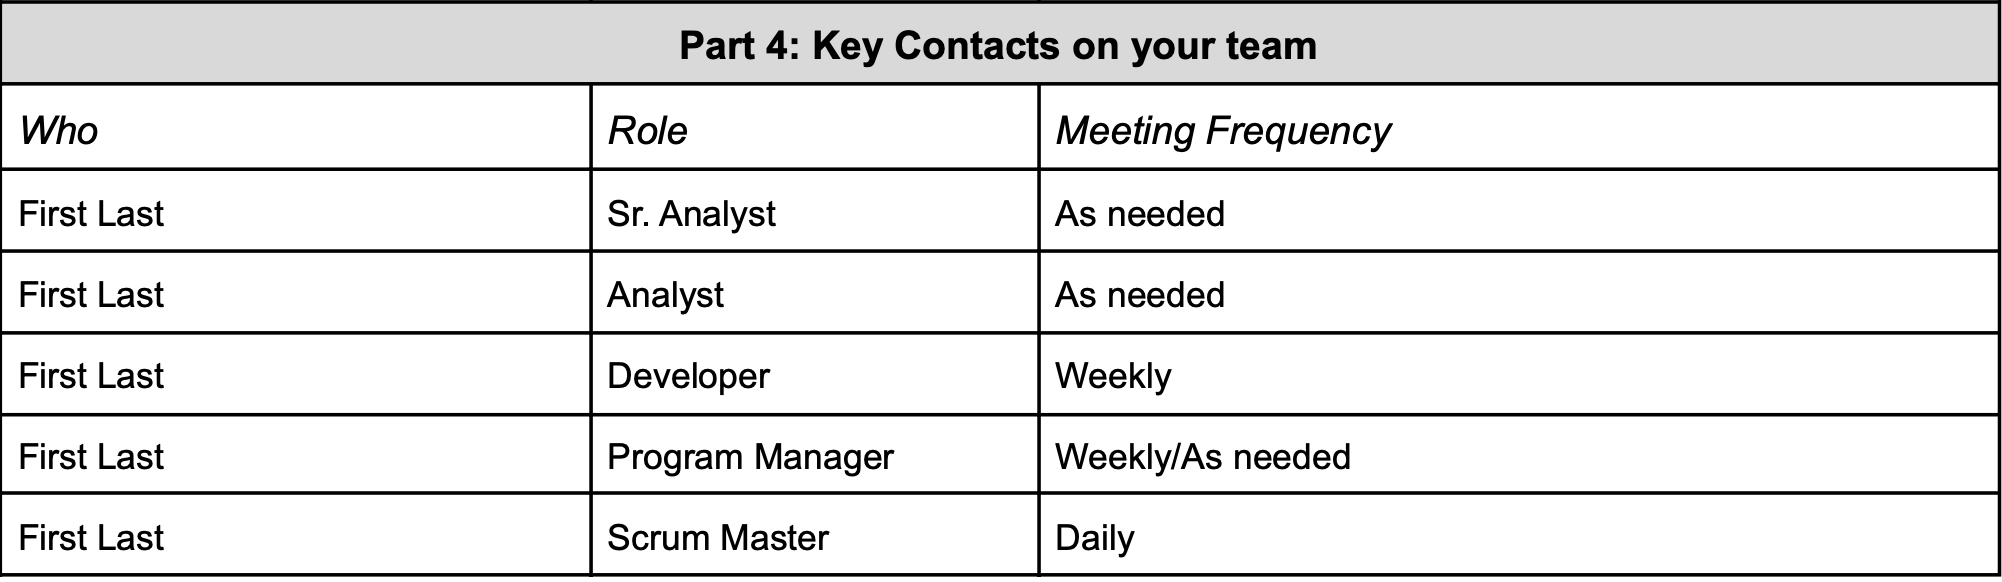 Part 4: Key Contacts on your team
Who Role Meeting Frequency
First Last Sr. Analyst As needed
First Last Analyst As needed
First Last Developer Weekly
First Last Program Manager Weekly/As needed
First Last Scrum Master Daily